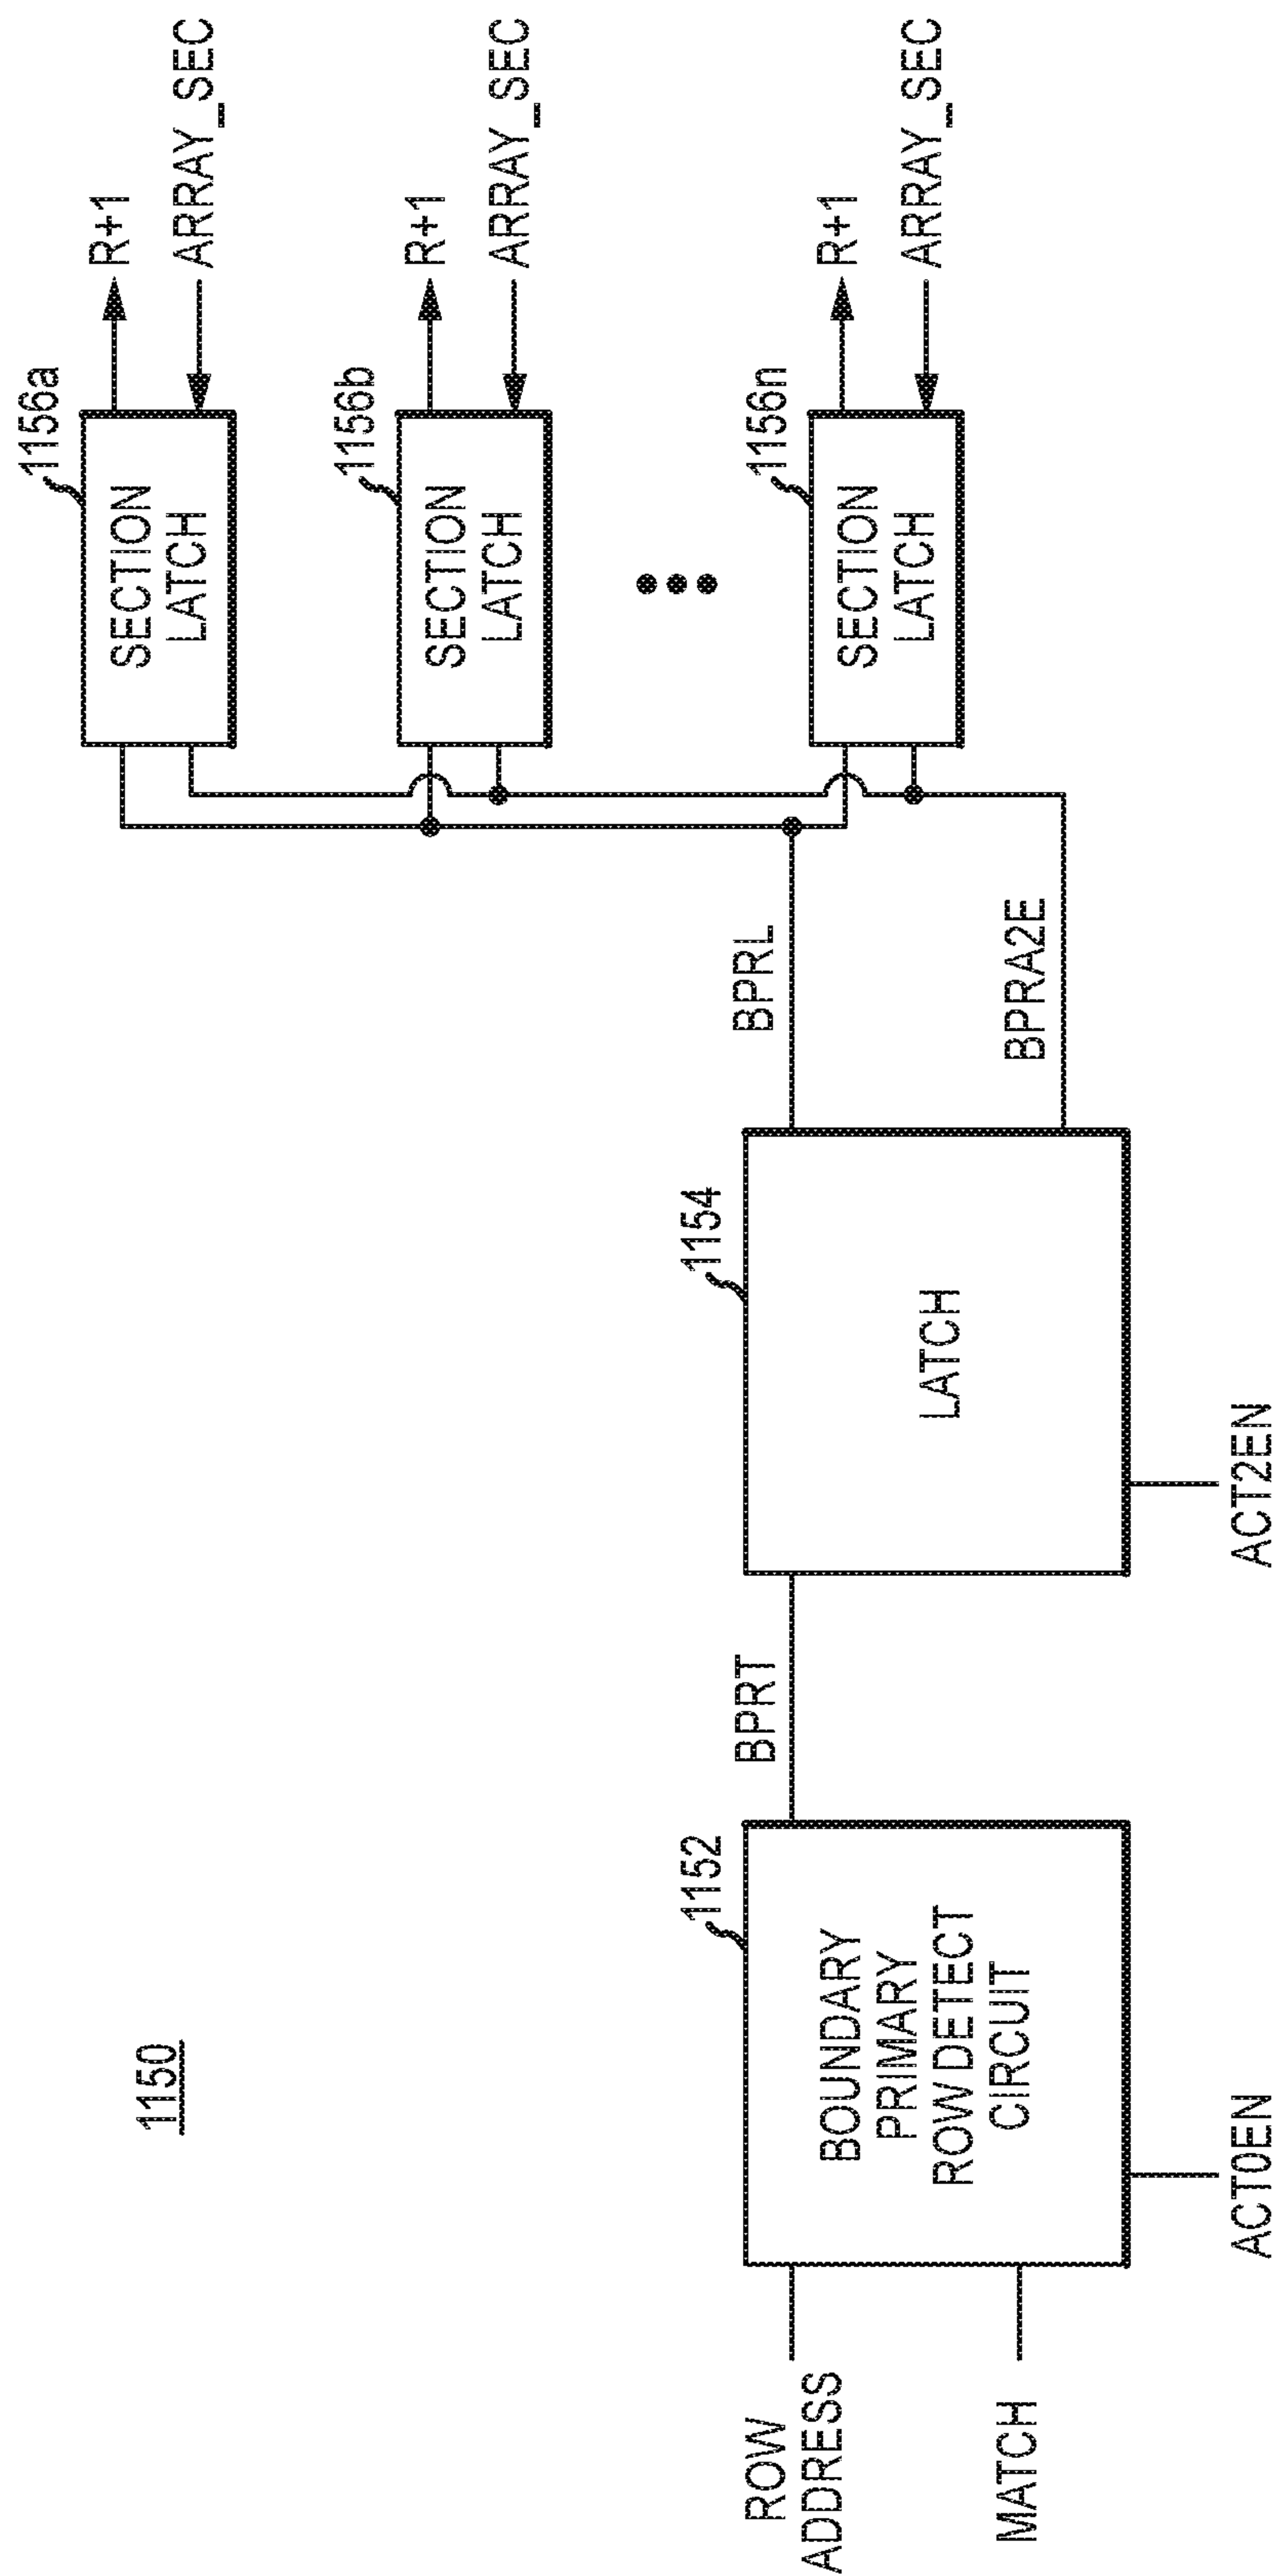 1150
ROW
ADDRESS
MATCH
1152
BOUNDARY
PRIMARY
ROW DETECT
CIRCUIT
ACT0EN
BPRT
1154
LATCH
ACT2EN
BPRL
BPRA2E
1156a
SECTION
LATCH
R+1
ARRAY_SEC
1156b
SECTION
LATCH
R+1
ARRAY_SEC
1156n
SECTION
LATCH
R+1
ARRAY_SEC